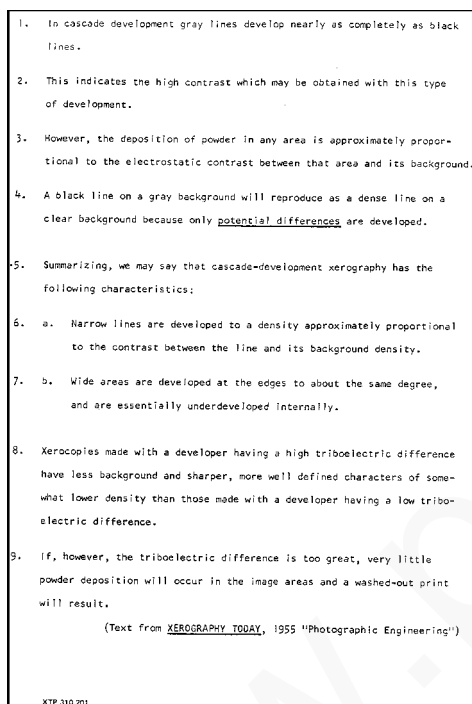 1. In cascade development gray lines develop nearly as completely as black
lines.
2. This indicates the high contrast which may be obtained with this type
of development.
3. However, the deposition of powder in any area is approximately propor-
tional to the electrostatic contrast between that area and its background.
4. A black line on a gray background will reproduce as a dense line on a
clear background because only potential differences are developed.
5. Summarizing, we may say that cascade-development xerography has the
following characteristics:
6. a. Narrow lines are developed to a density approximately proportional
to the contrast between the line and its background density.
7. b. Wide areas are developed at the edges to about the same degree,
and are essentially underdeveloped internally.
8. Xerocopies made with a developer having a high triboelectric difference
have less background and sharper, more well defined characters of some-
what lower density than those made with a developer having a low tribo-
electric difference.
9. If, however, the triboelectric difference is too great, very little
powder deposition will occur in the image areas and a washed-out print
will result.
(Text from XEROGRAPHY TODAY, 1955 "Photographic Engineering")
XTP 310 201